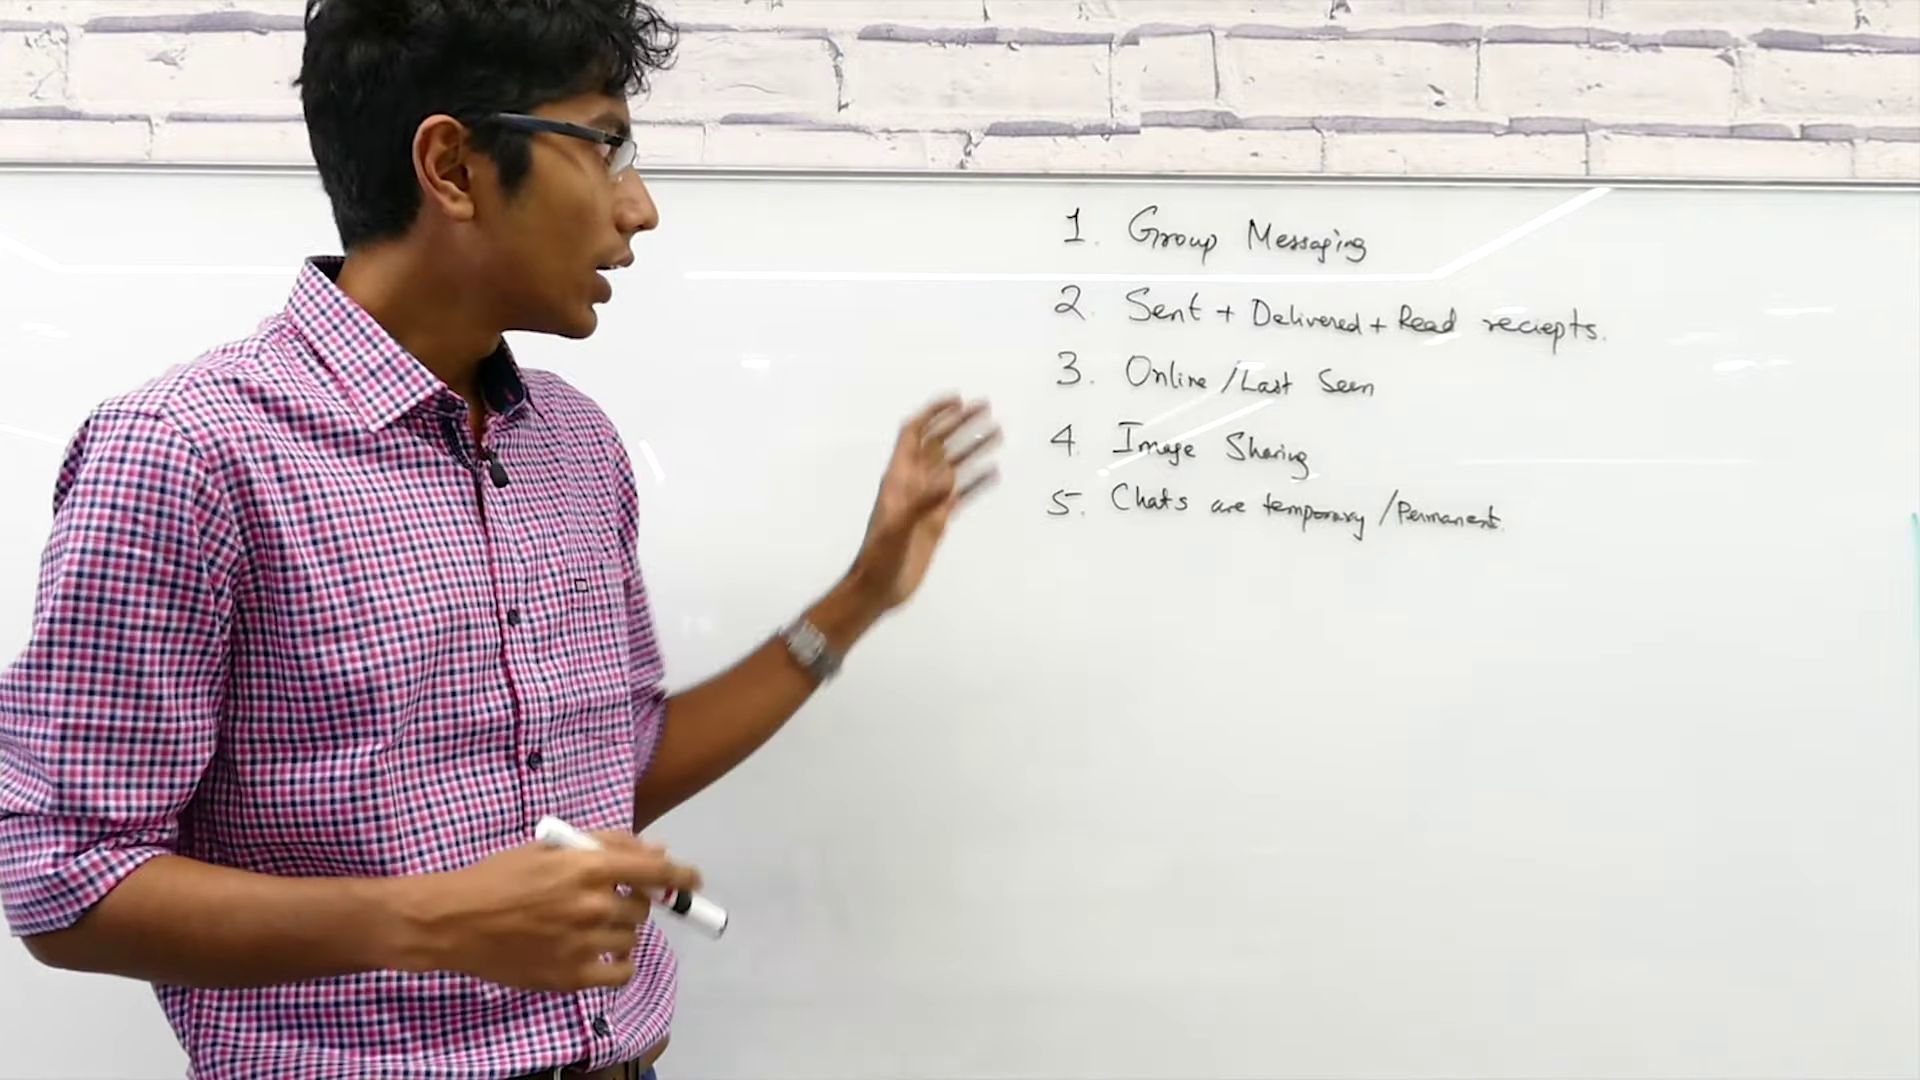 1. Group Messaging
2. Sent + Delivered + Read reciepts.
3. Online / Last Seen
4. Image Sharing
5. Chats are temporary / Permanent.